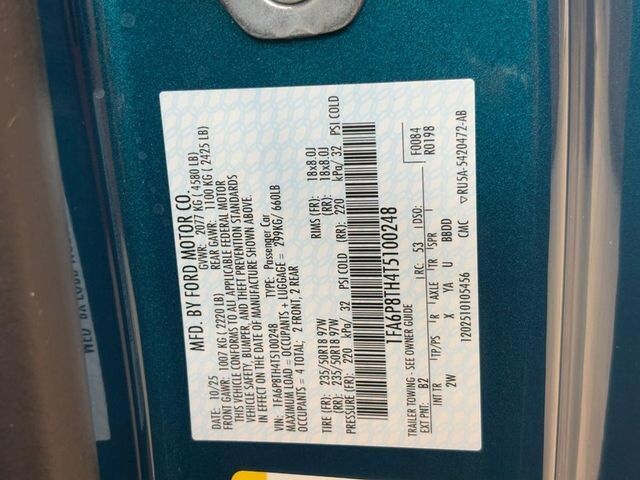 MFD. BY FORD MOTOR CO.
DATE: 10/25 GVWR: 2077 KG / 4580 LB)
FRONT GAWR: 1007 KG (2220 LB) REAR GAWR: 1100 KG ( 2425 LB)
THIS VEHICLE CONFORMS TO ALL APPLICABLE FEDERAL MOTOR
VEHICLE SAFETY, BUMPER, AND THEFT PREVENTION STANDARDS
IN EFFECT ON THE DATE OF MANUFACTURE SHOWN ABOVE.
VIN: 1FA6P8TH4T5100248 TYPE: Passenger Car
MAXIMUM LOAD = OCCUPANTS + LUGGAGE = 299KG/ 660LB
OCCUPANTS = 4 TOTAL; 2 FRONT, 2 REAR
TIRE (FR): 235/50R18 97W RIMS (FR): 18x8.0J
(RR): 235/50R18 97W (RR): 18x8.0J
PRESSURE (FR): 220 kPa/ 32 PSI COLD (RR): 220 kPa/ 32 PSI COLD
1FA6P8TH4T5100248
TRAILER TOWING - SEE OWNER GUIDE F0084
EXT PNT: B2 RC: 53 DSO: R0198
INT TR TP/PS R AXLE TR SPR
2W X YA U BBDD
1202510105456 CMC ▽RU5A-5420472-AB